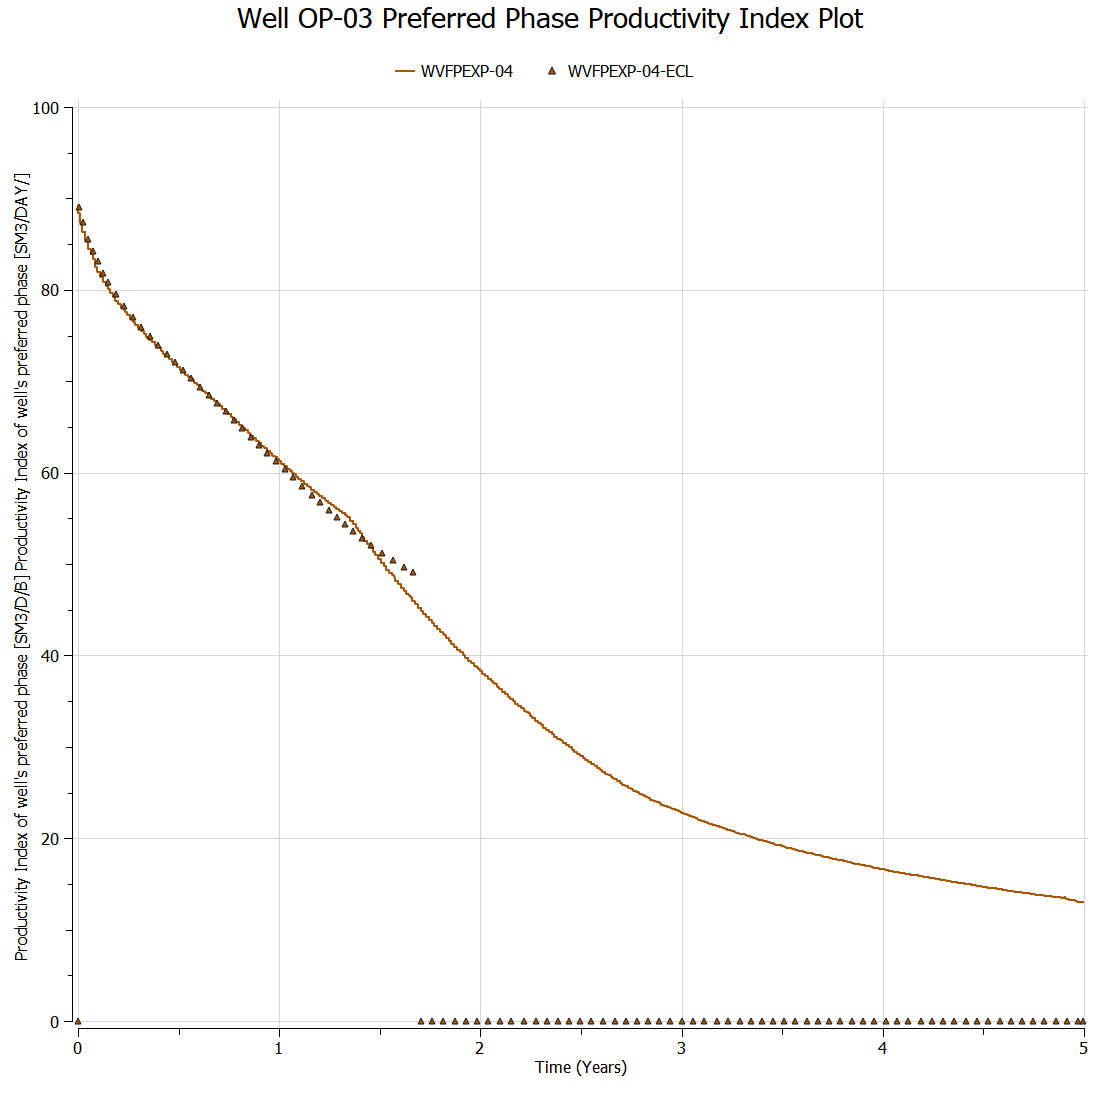 Well OP-03 Preferred Phase Productivity Index Plot
WVFPEXP-04
WVFPEXP-04-ECL
Productivity Index of well's preferred phase [SM3/D/B] Productivity Index of well's preferred phase [SM3/DAY/]
100
80
60
40
20
0
0
1
2
3
4
5
Time (Years)